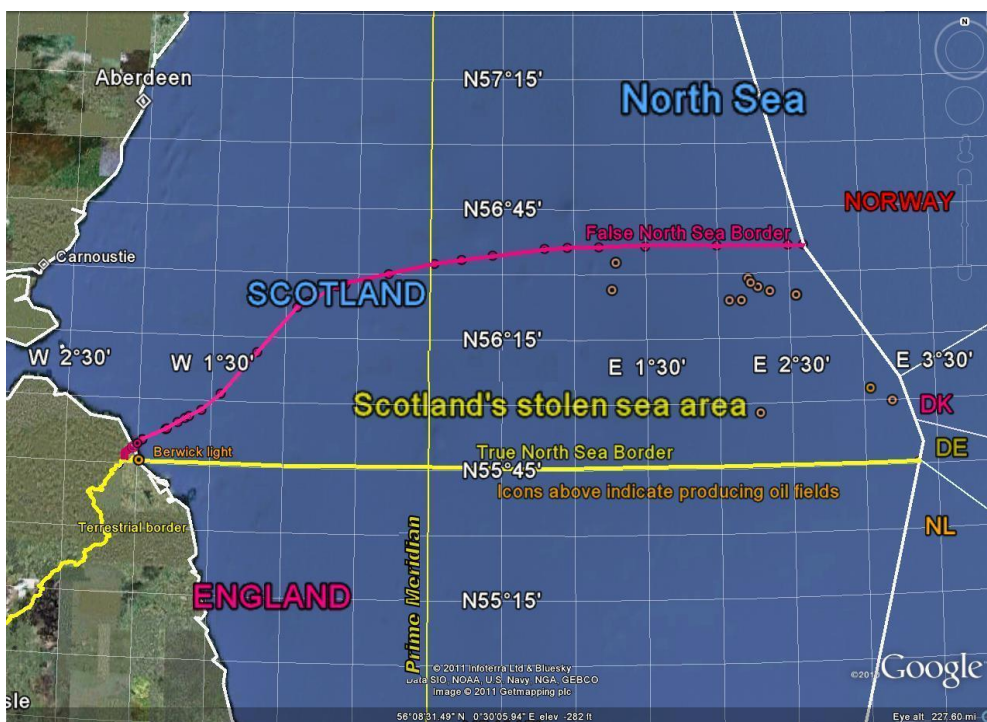 N
Aberdeen
N57°15'
North Sea
N56°45'
NORWAY
False North Sea Border
Carnoustie
SCOTLAND
N56°15'
W 2°30'
W 1°30'
E 1°30'
E 2°30'
E 3°30'
Scotland's stolen sea area
DK
Berwick light
True North Sea Border
DE
N55°45'
Icons above indicate producing oil fields
Terrestrial border
NL
Prime Meridian
ENGLAND
N55°15'
© 2011 Infoterra Ltd & Bluesky
Data SIO, NOAA, U.S. Navy, NGA, GEBCO
Image © 2011 Getmapping plc
Google
sle
56°08'31.49" N 0°30'05.94" E elev -282 ft
Eye alt 227.60 mi